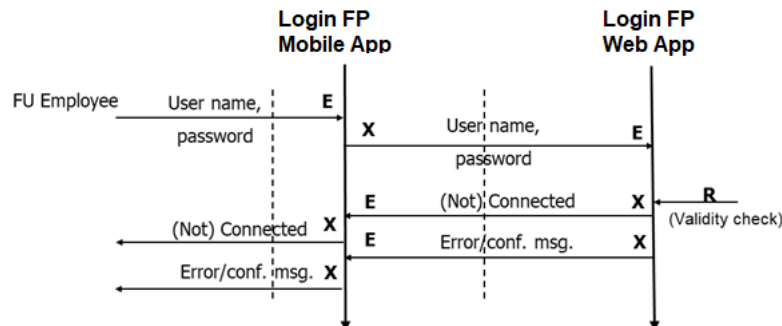 Login FP
Mobile App
Login FP
Web App
FU Employee
User name,
E
password
X
User name,
E
password
E
(Not) Connected
X
R
(Validity check)
(Not) Connected
X
E
Error/conf. msg.
X
Error/conf. msg.
X